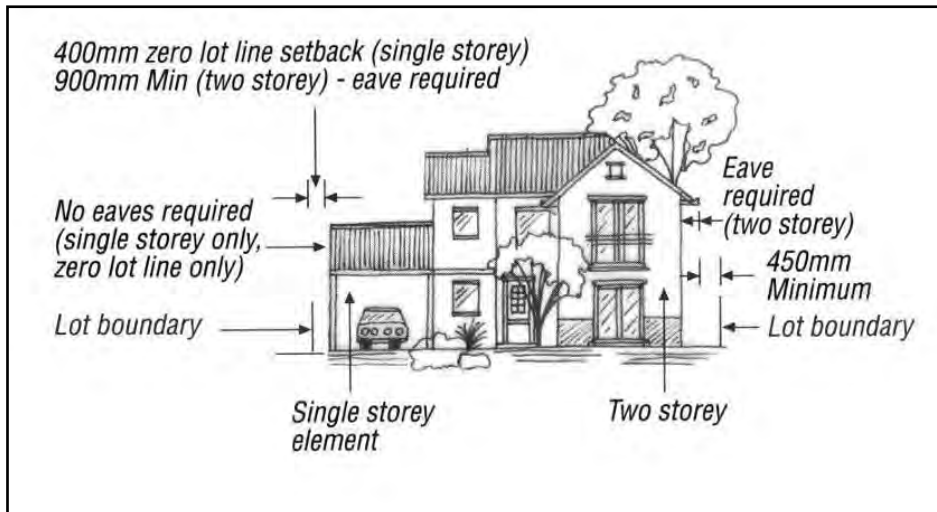 400mm zero lot line setback (single storey)
900mm Min (two storey) - eave required
No eaves required
(single storey only,
zero lot line only)
Lot boundary
Eave
required
(two storey)
450mm
Minimum
Lot boundary
Single storey
element
Two storey